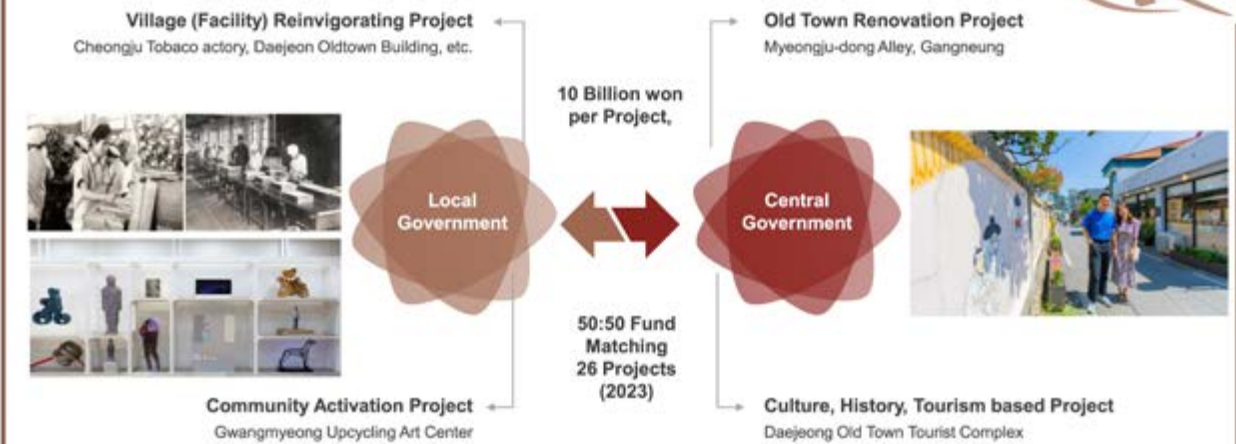 Village (Facility) Reinvigorating Project
Cheongju Tobaco actory, Daejeon Oldtown Building, etc.
Old Town Renovation Project
Myeongju-dong Alley, Gangneung
10 Billion won
per Project,
Local
Government
Central
Government
50:50 Fund
Matching
26 Projects
(2023)
Community Activation Project
Gwangmyeong Upcycling Art Center
Culture, History, Tourism based Project
Daejeong Old Town Tourist Complex